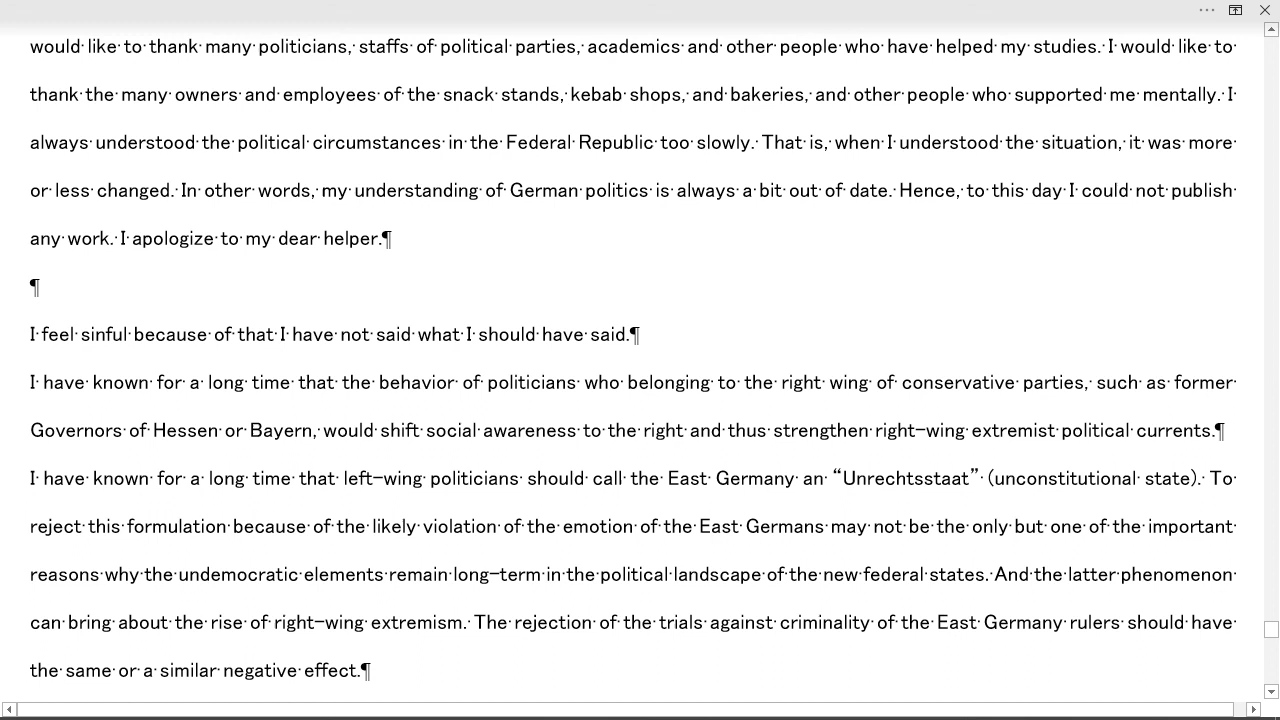 would like to thank many politicians, staffs of political parties, academics and other people who have helped my studies. I would like to
thank the many owners and employees of the snack stands, kebab shops, and bakeries, and other people who supported me mentally. I
always understood the political circumstances in the Federal Republic too slowly. That is, when I understood the situation, it was more
or less changed. In other words, my understanding of German politics is always a bit out of date. Hence, to this day I could not publish
any work. I apologize to my dear helper.¶
¶
I feel sinful because of that I have not said what I should have said.¶
I have known for a long time that the behavior of politicians who belonging to the right wing of conservative parties, such as former
Governors of Hessen or Bayern, would shift social awareness to the right and thus strengthen right-wing extremist political currents.¶
I have known for a long time that left-wing politicians should call the East Germany an “Unrechtsstaat” (unconstitutional state). To
reject this formulation because of the likely violation of the emotion of the East Germans may not be the only but one of the important
reasons why the undemocratic elements remain long-term in the political landscape of the new federal states. And the latter phenomenon
can bring about the rise of right-wing extremism. The rejection of the trials against criminality of the East Germany rulers should have
the same or a similar negative effect.¶